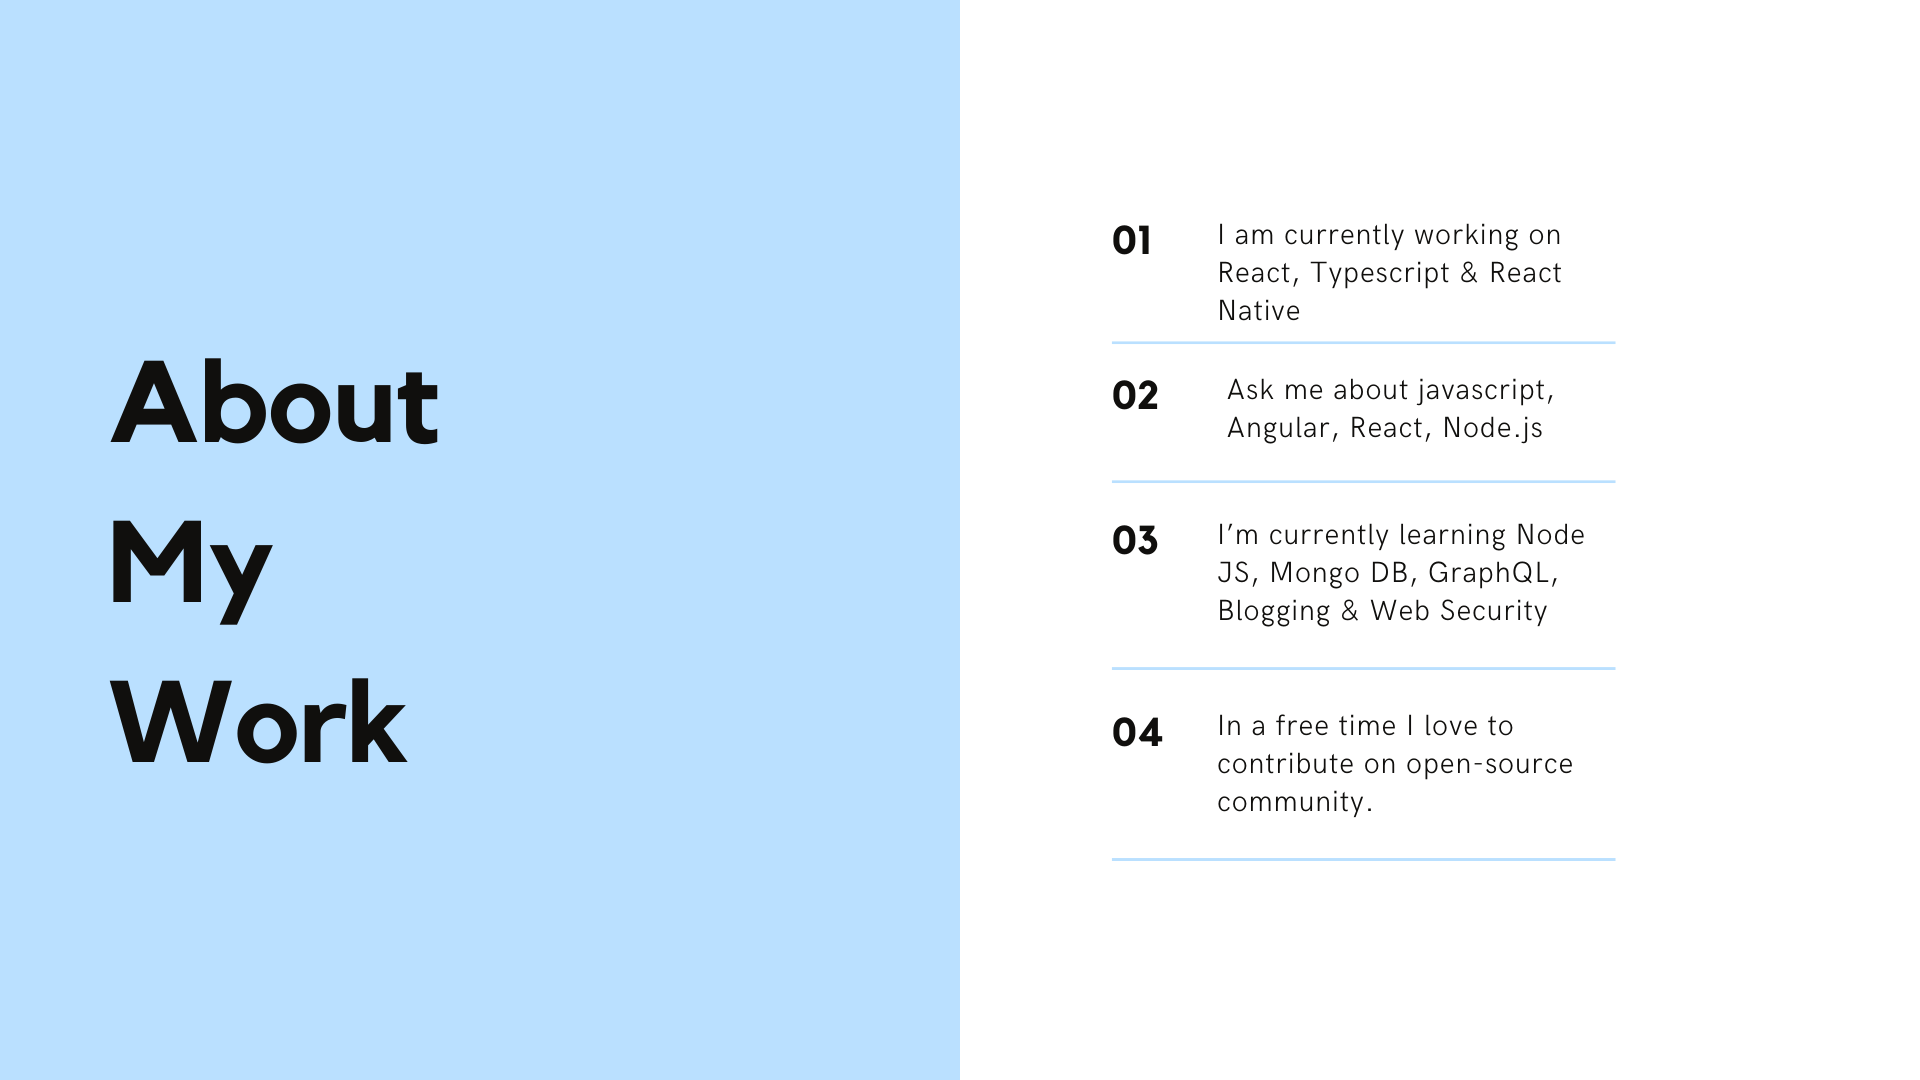 About
My
Work
01
I am currently working on
React, Typescript & React
Native
02
Ask me about javascript,
Angular, React, Node.js
03
I’m currently learning Node
JS, Mongo DB, GraphQL,
Blogging & Web Security
04
In a free time I love to
contribute on open-source
community.